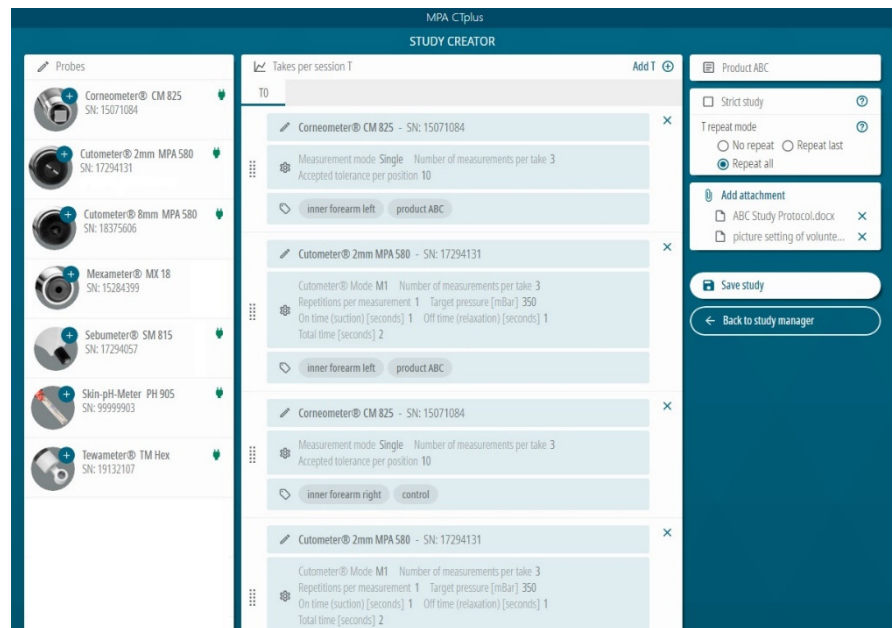 MPA CTplus
STUDY CREATOR
Probes
Corneometer® CM 825
SN: 15071084
Cutometer® 2mm MPA 580
SN: 17294131
Cutometer® 8mm MPA 580
SN: 18375606
Mexameter® MX 18
SN: 15284399
Sebumeter® SM 815
SN: 17294057
Skin-pH-Meter PH 905
SN: 99999903
Tewameter® TM Hex
SN: 19132107
Takes per session T
Add T
T0
Corneometer® CM 825 - SN: 15071084
Measurement mode Single Number of measurements per take 3
Accepted tolerance per position 10
inner forearm left product ABC
Cutometer® 2mm MPA 580 - SN: 17294131
Cutometer® Mode M1 Number of measurements per take 3
Repetitions per measurement 1 Target pressure [mBar] 350
On time (suction) [seconds] 1 Off time (relaxation) [seconds] 1
Total time [seconds] 2
inner forearm left product ABC
Corneometer® CM 825 - SN: 15071084
Measurement mode Single Number of measurements per take 3
Accepted tolerance per position 10
inner forearm right control
Cutometer® 2mm MPA 580 - SN: 17294131
Cutometer® Mode M1 Number of measurements per take 3
Repetitions per measurement 1 Target pressure [mBar] 350
On time (suction) [seconds] 1 Off time (relaxation) [seconds] 1
Total time [seconds] 2
Product ABC
Strict study
T repeat mode
No repeat Repeat last
Repeat all
Add attachment
ABC Study Protocol.docx
picture setting of volunte...
Save study
Back to study manager